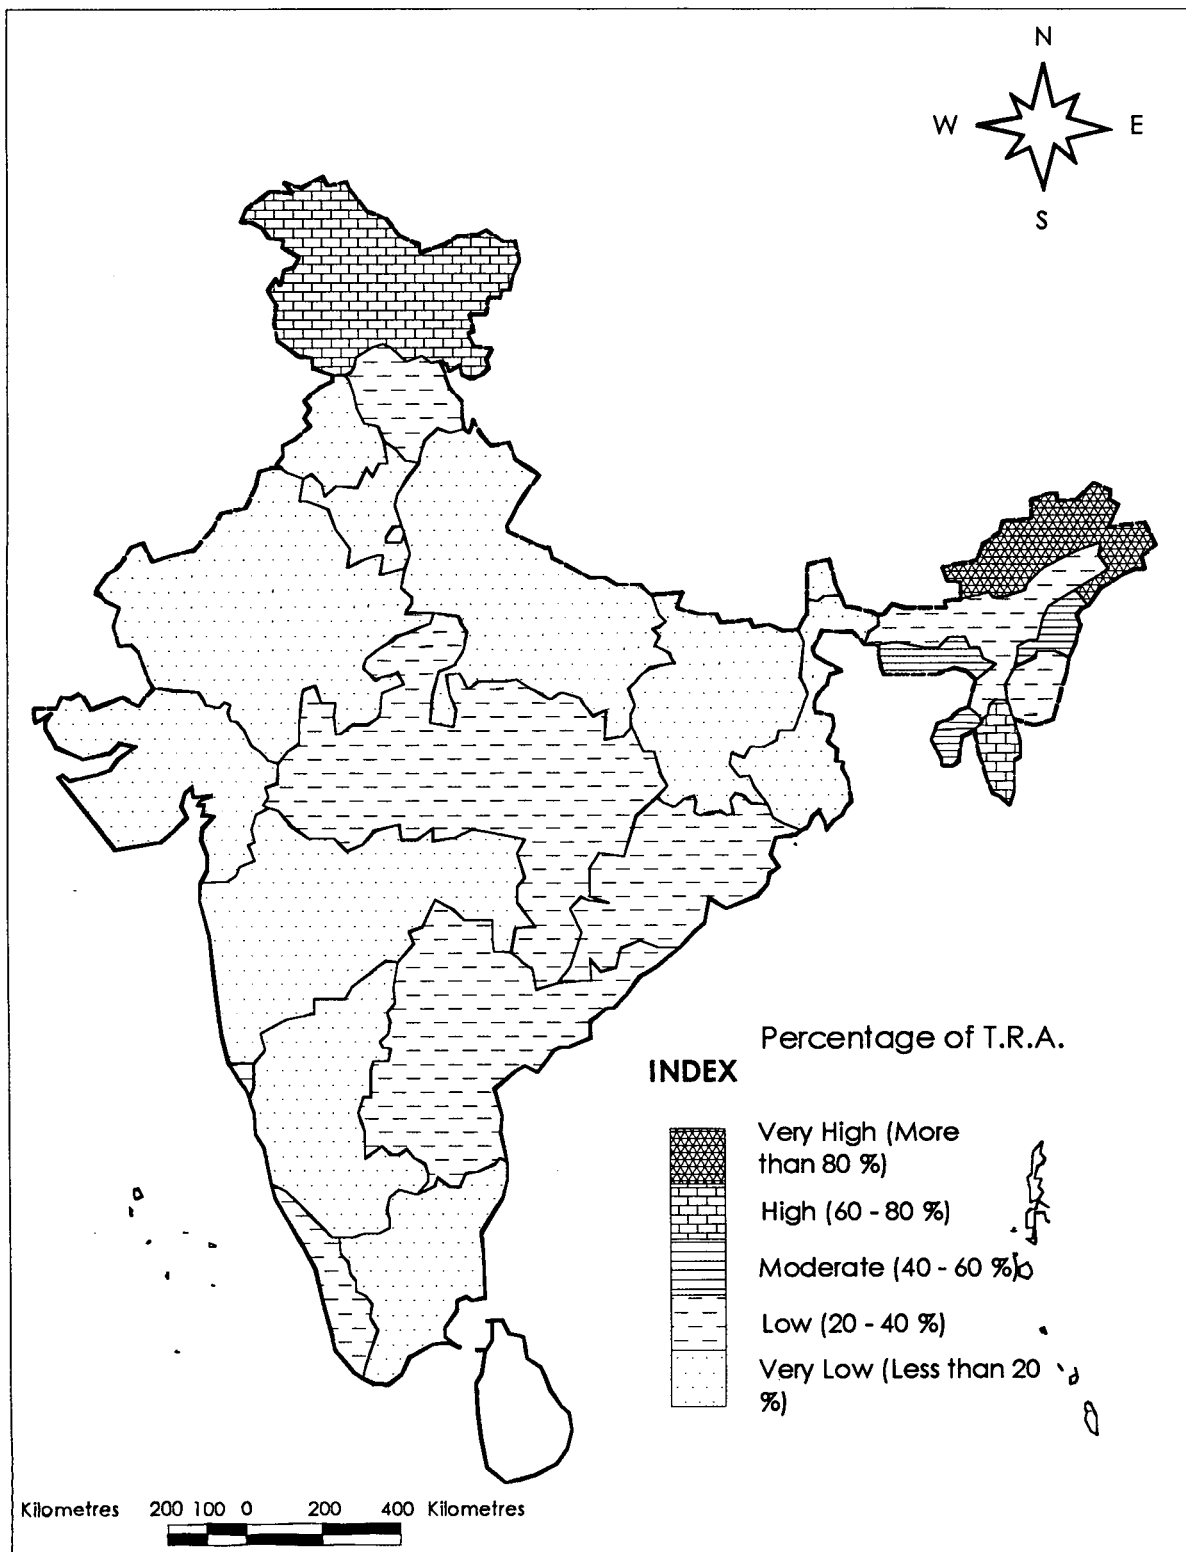 N
W E
S
Percentage of T.R.A.
INDEX
Very High (More
than 80 %)
High (60 - 80 %)
Moderate (40 - 60 %)
Low (20 - 40 %)
Very Low (Less than 20
%)
Kilometres 200 100 0 200 400 Kilometres